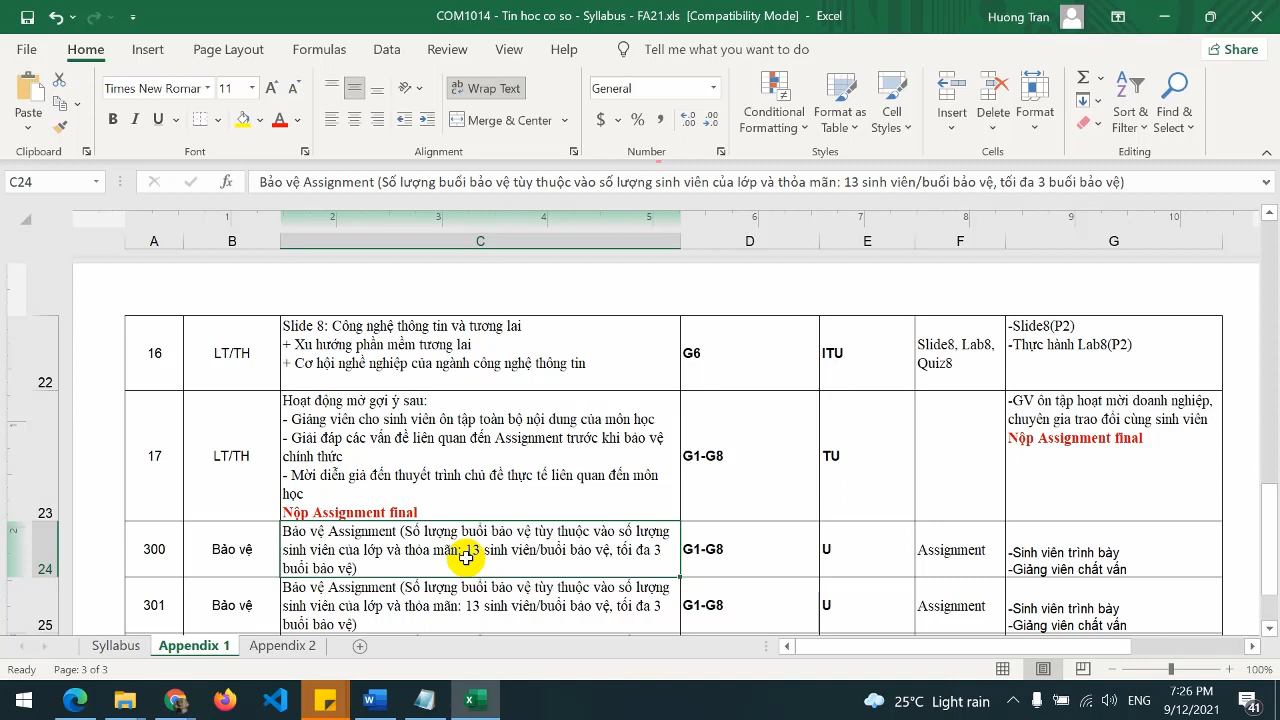 COM1014 - Tin hoc co so - Syllabus - FA21.xls [Compatibility Mode] - Excel
Huong Tran
File Home Insert Page Layout Formulas Data Review View Help Tell me what you want to do Share
Times New Romar 11
Wrap Text
General
Paste
Merge & Center
Conditional Formatting
Format as Table
Cell Styles
Insert Delete Format
Sort & Filter
Find & Select
Clipboard Font Alignment Number Styles Cells Editing
C24
fx
Bảo vệ Assignment (Số lượng buổi bảo vệ tùy thuộc vào số lượng sinh viên của lớp và thỏa mãn: 13 sinh viên/buổi bảo vệ, tối đa 3 buổi bảo vệ)
1 2 3 4 5 6 7 8 9 10
A B C D E F G
22
16
LT/TH
Slide 8: Công nghệ thông tin và tương lai
+ Xu hướng phần mềm tương lai
+ Cơ hội nghề nghiệp của ngành công nghệ thông tin
G6
ITU
Slide8, Lab8,
Quiz8
-Slide8(P2)
-Thực hành Lab8(P2)
23
17
LT/TH
Hoạt động mở gợi ý sau:
- Giảng viên cho sinh viên ôn tập toàn bộ nội dung của môn học
- Giải đáp các vấn đề liên quan đến Assignment trước khi bảo vệ
chính thức
- Mời diễn giả đến thuyết trình chủ đề thực tế liên quan đến môn
học
Nộp Assignment final
G1-G8
TU
-GV ôn tập hoạt mời doanh nghiệp,
chuyên gia trao đổi cùng sinh viên
Nộp Assignment final
2
24
300
Bảo vệ
Bảo vệ Assignment (Số lượng buổi bảo vệ tùy thuộc vào số lượng
sinh viên của lớp và thỏa mãn: 13 sinh viên/buổi bảo vệ, tối đa 3
buổi bảo vệ)
G1-G8
U
Assignment
-Sinh viên trình bày
-Giảng viên chất vấn
25
301
Bảo vệ
Bảo vệ Assignment (Số lượng buổi bảo vệ tùy thuộc vào số lượng
sinh viên của lớp và thỏa mãn: 13 sinh viên/buổi bảo vệ, tối đa 3
buổi bảo vệ)
G1-G8
U
Assignment
-Sinh viên trình bày
-Giảng viên chất vấn
Syllabus Appendix 1 Appendix 2
Ready Page: 3 of 3
100%
25°C Light rain
ENG
7:26 PM
9/12/2021
41